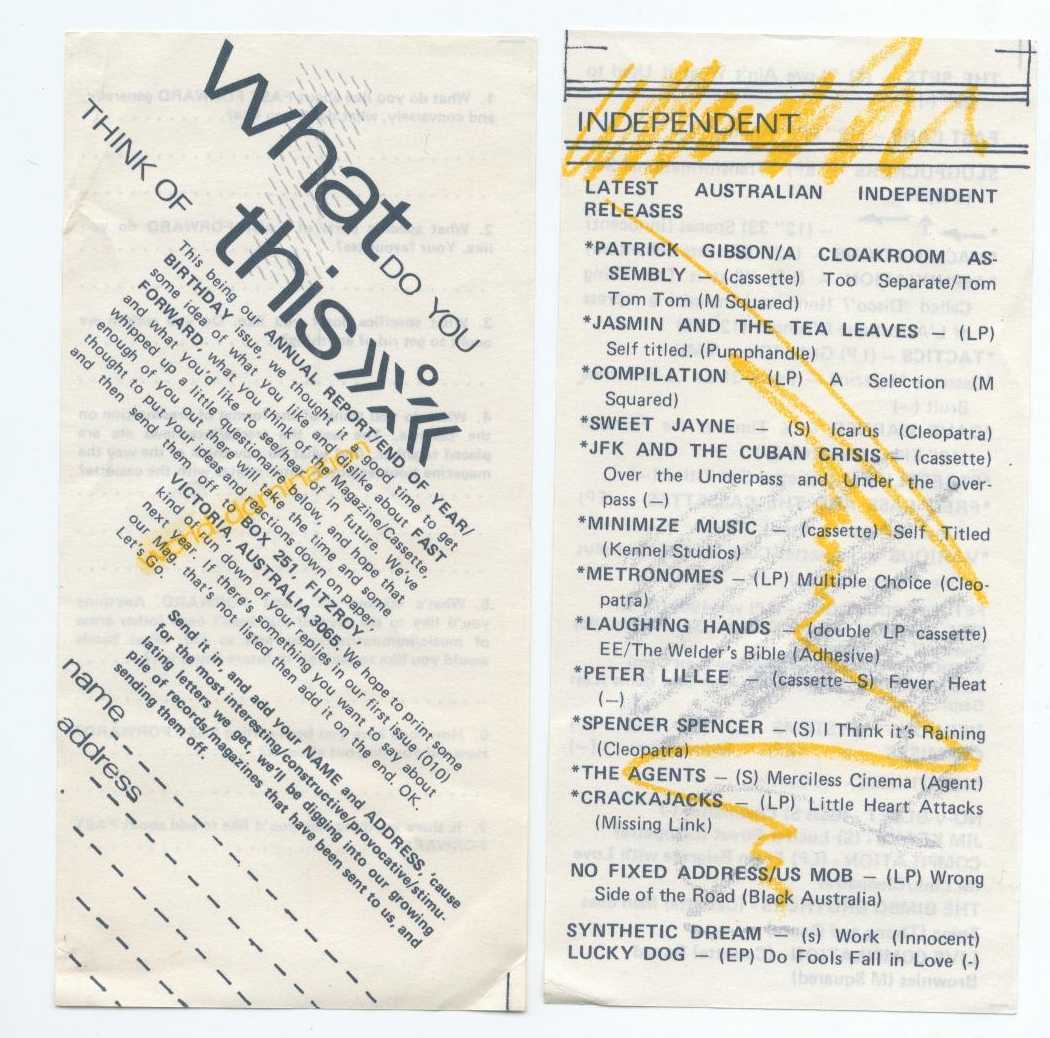 What DO YOU
THINK OF this
This being our ANNUAL REPORT/END OF YEAR/
BIRTHDAY issue, we thought it a good time to get
some idea of what you like and dislike about FAST
FORWARD, what you think of the Magazine/Cassette,
and what you'd like to see/hear in future. We've
whipped up a little questionaire below, and hope that
enough of you out there will take the time and some
thought to put your ideas and reactions down on paper,
and then send them off to BOX 251, FITZROY -
VICTORIA, AUSTRALIA 3065. We hope to print some
kind of run down of your replies in our first issue (010)
next year. If there's something you want to say about
our Mag. that's not listed then add it on the end OK.
Let's Go.
Send it in, and add your NAME and ADDRESS, 'cause
for the most interesting/constructive/provocative/stimu-
lating letters we get, we'll be digging into our growing
pile of records/magazines that have been sent to us, and
sending them off.
name
address
INDEPENDENT
LATEST AUSTRALIAN INDEPENDENT
RELEASES
*PATRICK GIBSON/A CLOAKROOM AS-
SEMBLY — (cassette) Too Separate/Tom
Tom Tom (M Squared)
*JASMIN AND THE TEA LEAVES — (LP)
Self titled. (Pumphandle)
*COMPILATION — (LP) A Selection (M
Squared)
*SWEET JAYNE — (S) Icarus (Cleopatra)
*JFK AND THE CUBAN CRISIS — (cassette)
Over the Underpass and Under the Over-
pass (—)
*MINIMIZE MUSIC — (cassette) Self Titled
(Kennel Studios)
*METRONOMES — (LP) Multiple Choice (Cleo-
patra)
*LAUGHING HANDS — (double LP cassette)
EE/The Welder's Bible (Adhesive)
*PETER LILLEE — (cassette—S) Fever Heat
(—)
*SPENCER SPENCER — (S) I Think it's Raining
(Cleopatra)
*THE AGENTS — (S) Merciless Cinema (Agent)
*CRACKAJACKS — (LP) Little Heart Attacks
(Missing Link)
NO FIXED ADDRESS/US MOB — (LP) Wrong
Side of the Road (Black Australia)
SYNTHETIC DREAM — (s) Work (Innocent)
LUCKY DOG — (EP) Do Fools Fall in Love (-)